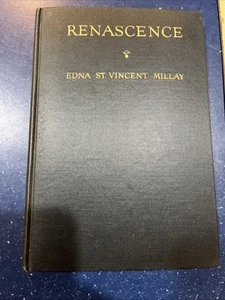 RENASCENCE
EDNA ST. VINCENT MILLAY